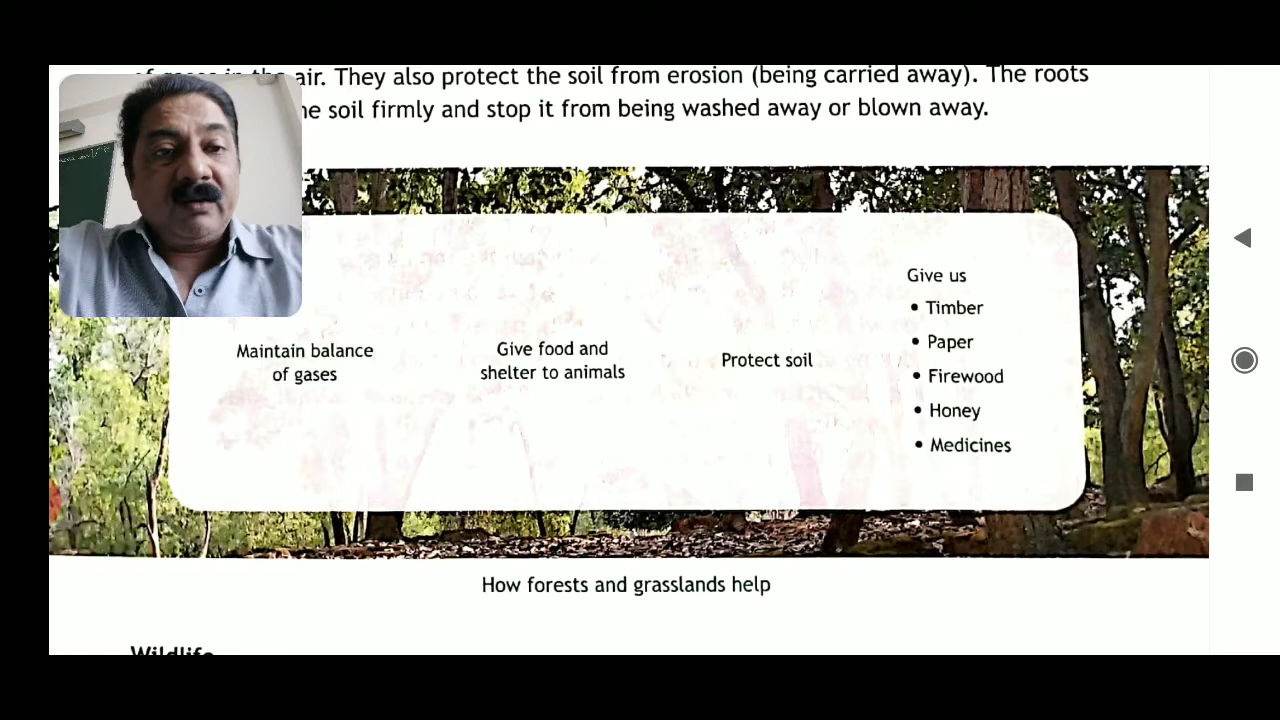 air. They also protect the soil from erosion (being carried away). The roots
soil firmly and stop it from being washed away or blown away.
Maintain balance
of gases
Give food and
shelter to animals
Protect soil
Give us
• Timber
• Paper
• Firewood
• Honey
• Medicines
How forests and grasslands help